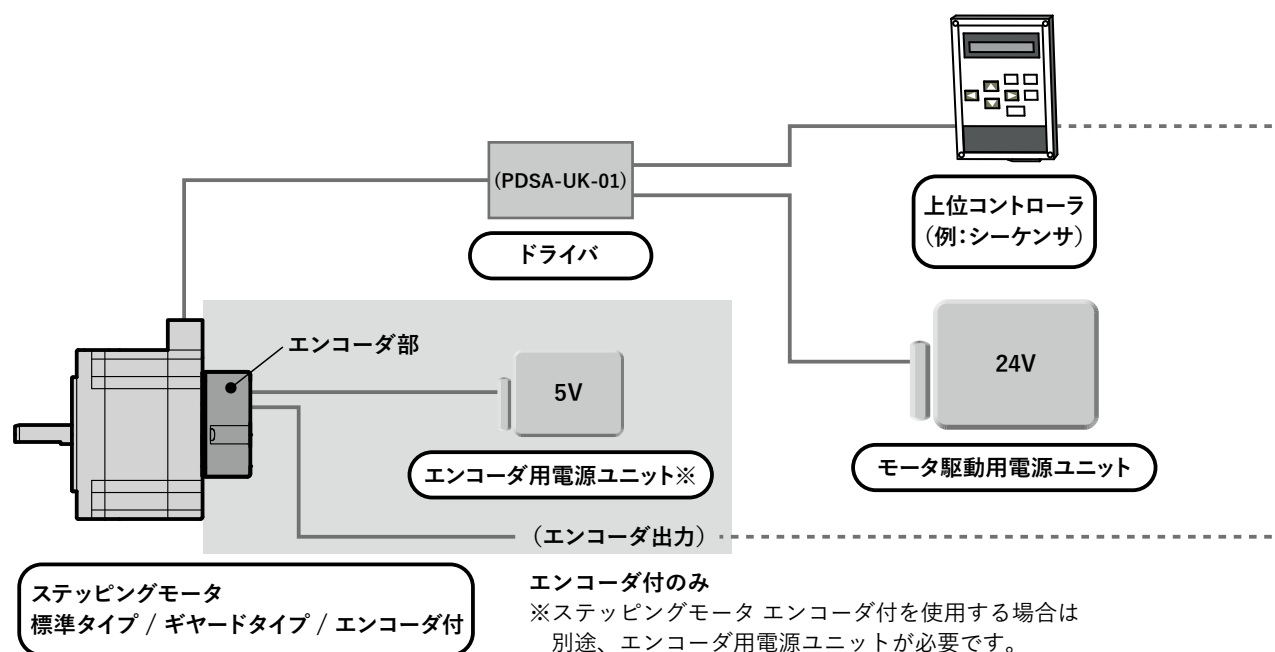 (PDSA-UK-01)
ドライバ
上位コントローラ
(例:シーケンサ)
エンコーダ部
5V
24V
エンコーダ用電源ユニット※
モータ駆動用電源ユニット
(エンコーダ出力)
ステッピングモータ
標準タイプ / ギヤードタイプ / エンコーダ付
エンコーダ付のみ
※ステッピングモータ エンコーダ付を使用する場合は
別途、エンコーダ用電源ユニットが必要です。